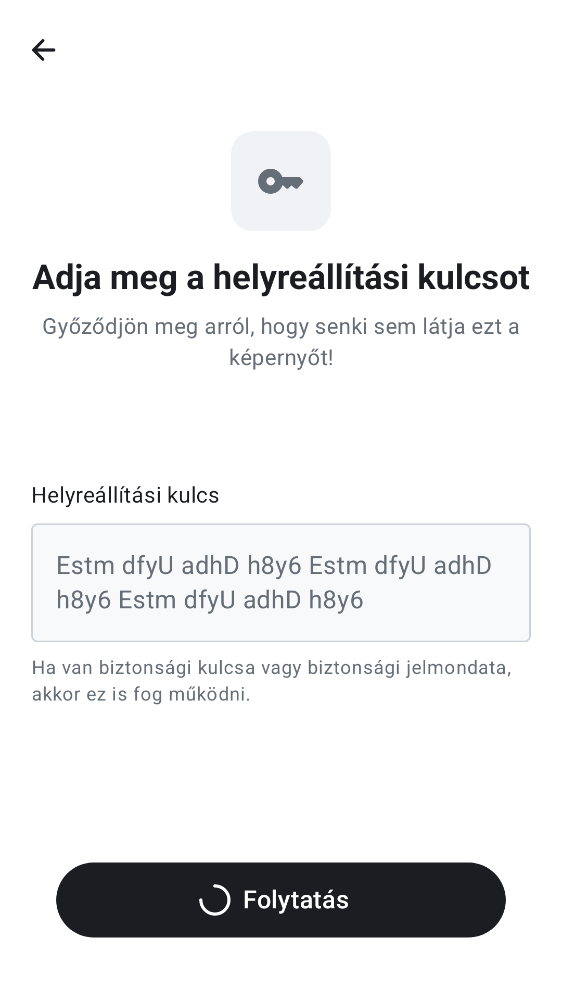 Adja meg a helyreállítási kulcsot
Győződjön meg arról, hogy senki sem látja ezt a
képernyőt!
Helyreállítási kulcs
Estm dfyU adhD h8y6 Estm dfyU adhD
h8y6 Estm dfyU adhD h8y6
Ha van biztonsági kulcsa vagy biztonsági jelmondata,
akkor ez is fog működni.
Folytatás